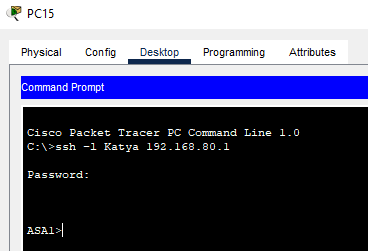 PC15
Physical Config Desktop Programming Attributes
Command Prompt
Cisco Packet Tracer PC Command Line 1.0
C:\>ssh -l Katya 192.168.80.1
Password:
ASA1>